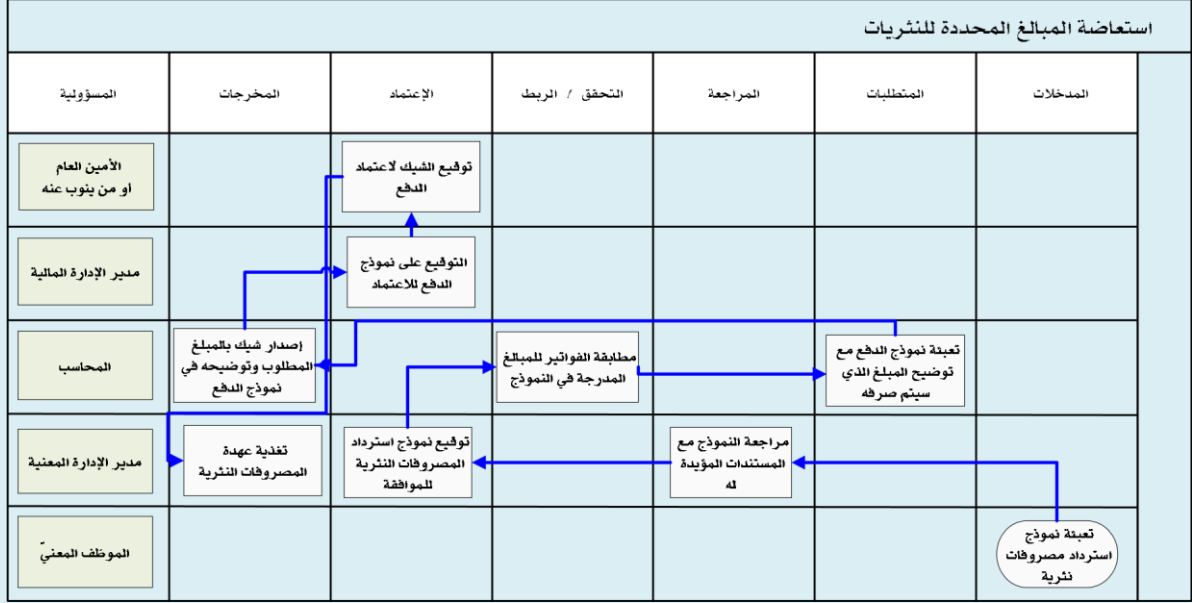 استعاضة المبالغ المحددة للنثريات
المدخلات
المتطلبات
المراجعة
التحقق / الربط
الإعتماد
المخرجات
المسؤولية
توقيع الشيك لاعتماد
الدفع
الأمين العام
او من ينوب عنه
التوقيع على نموذج
الدفع للاعتماد
مدير الإدارة المالية
تعبئة نموذج الدفع مع
توضيح المبلغ الذي
سيتم صرفه
مطابقة الفواتير للمبالغ
المدرجة في النموذج
إصدار شيك بالمبلغ
المطلوب وتوضيحه في
نموذج الدفع
المحاسب
مراجعة النموذج مع
المستندات المؤيدة
له
توقيع نموذج استرداد
المصروفات النثرية
للموافقة
تغذية عهدة
المصروفات النثرية
مدير الإدارة المعنية
تعبئة نموذج
استرداد مصروفات
نثرية
الموظف المعنيّ